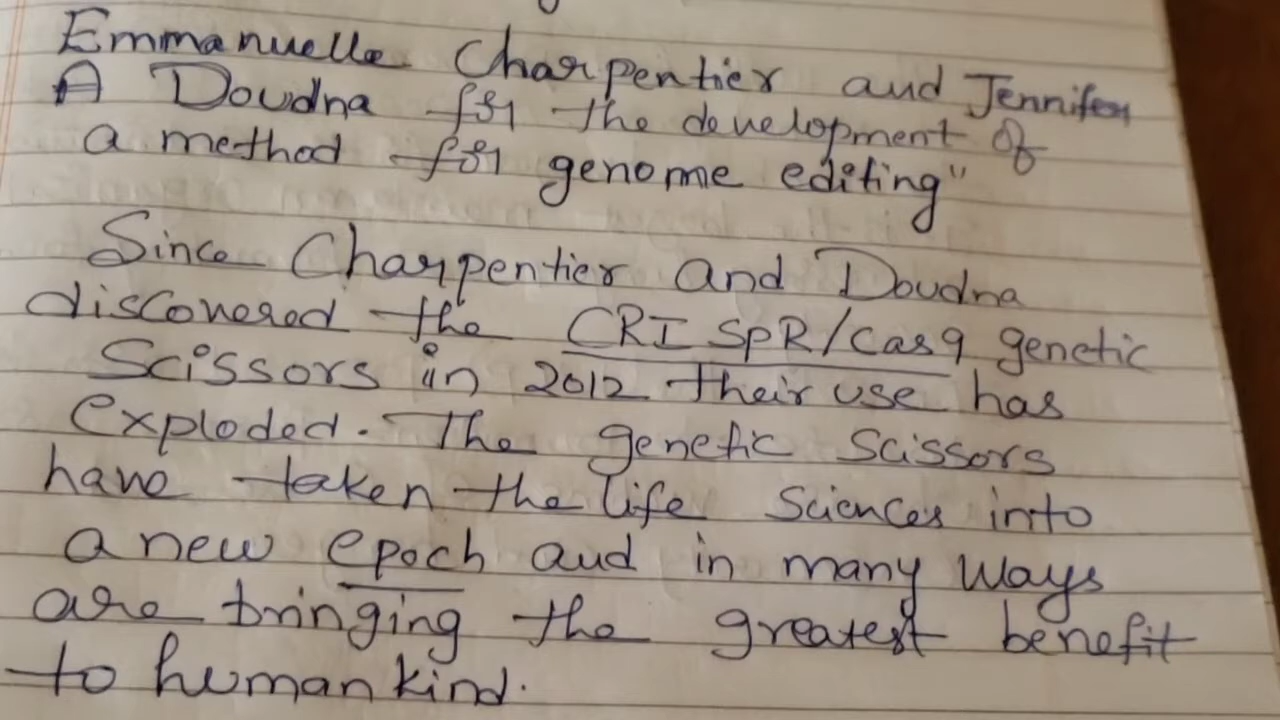 Emmanuelle Charpentier and Jennifer
A Doudna for the development of
a method for genome editing"
Since Charpentier and Doudna
discovered the CRISPR/Cas9 genetic
Scissors in 2012 their use has
exploded. The genetic Scissors
have taken the life Sciences into
a new epoch and in many ways
are bringing the greatest benefit
to humankind.